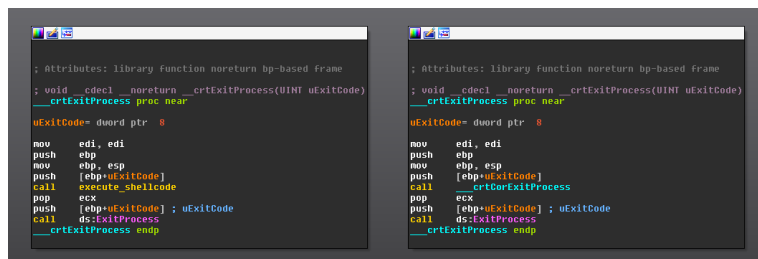 ; Attributes: library function noreturn bp-based frame
; void __cdecl __noreturn __crtExitProcess(UINT uExitCode)
___crtExitProcess proc near
uExitCode= dword ptr  8
mov     edi, edi
push    ebp
mov     ebp, esp
push    [ebp+uExitCode]
call    execute_shellcode
pop     ecx
push    [ebp+uExitCode] ; uExitCode
call    ds:ExitProcess
___crtExitProcess endp
; Attributes: library function noreturn bp-based frame
; void __cdecl __noreturn __crtExitProcess(UINT uExitCode)
___crtExitProcess proc near
uExitCode= dword ptr  8
mov     edi, edi
push    ebp
mov     ebp, esp
push    [ebp+uExitCode]
call    ___crtCorExitProcess
pop     ecx
push    [ebp+uExitCode] ; uExitCode
call    ds:ExitProcess
___crtExitProcess endp